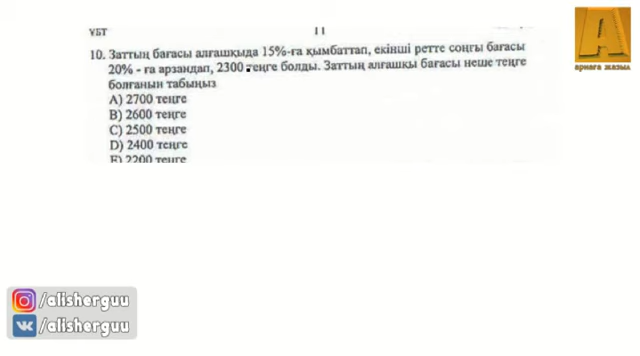 ҰБТ 11
10. Заттың бағасы алғашқыда 15%-ға қымбаттап, екінші ретте соңғы бағасы
20% - ға арзандап, 2300 теңге болды. Заттың алғашқы бағасы неше теңге
болғанын табыңыз
A) 2700 теңге
B) 2600 теңге
C) 2500 теңге
D) 2400 теңге
E) 2200 теңге
A
арнаға жазыл
/alisherguu
/alisherguu